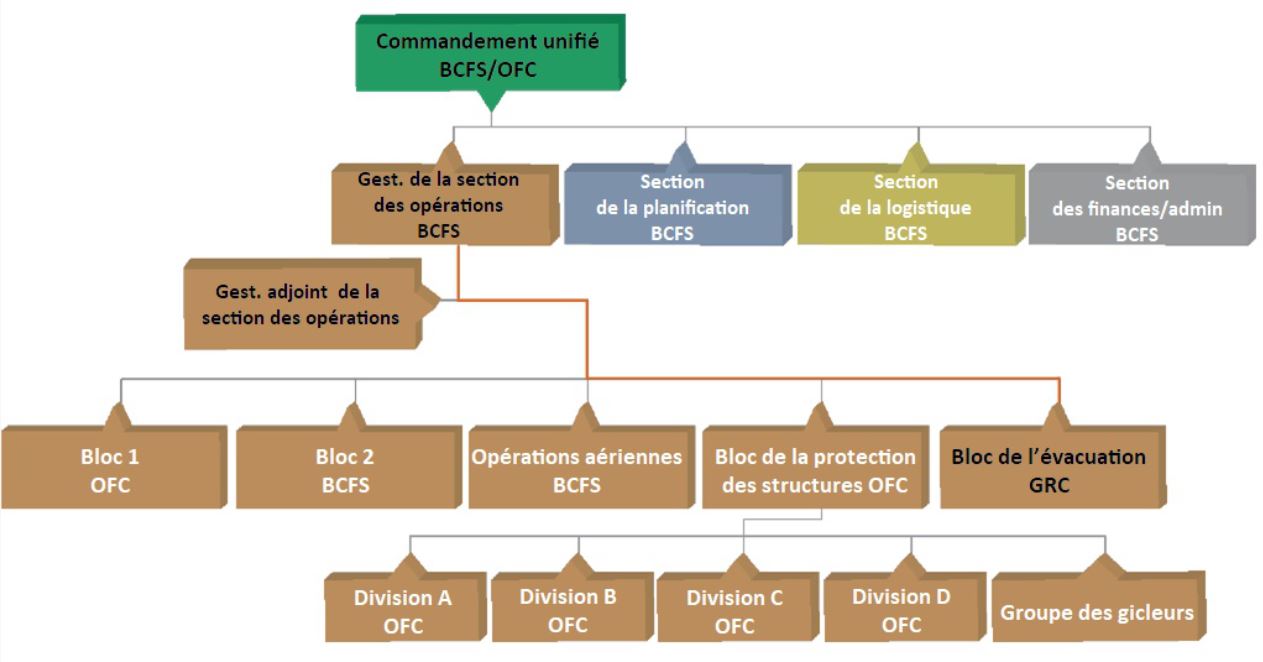 Commandement unifié
BCFS/OFC
Gest. de la section
des opérations
BCFS
Section
de la planification
BCFS
Section
de la logistique
BCFS
Section
des finances/admin
BCFS
Gest. adjoint de la
section des opérations
Bloc 1
OFC
Bloc 2
BCFS
Opérations aériennes
BCFS
Bloc de la protection
des structures OFC
Bloc de l’évacuation
GRC
Division A
OFC
Division B
OFC
Division C
OFC
Division D
OFC
Groupe des gicleurs